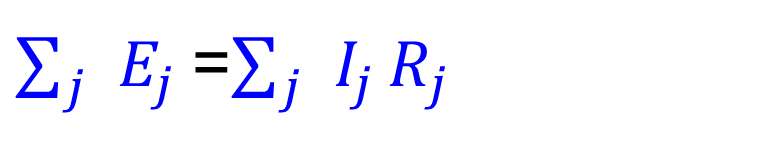 ∑ⱼ Eⱼ = ∑ⱼ Iⱼ Rⱼ